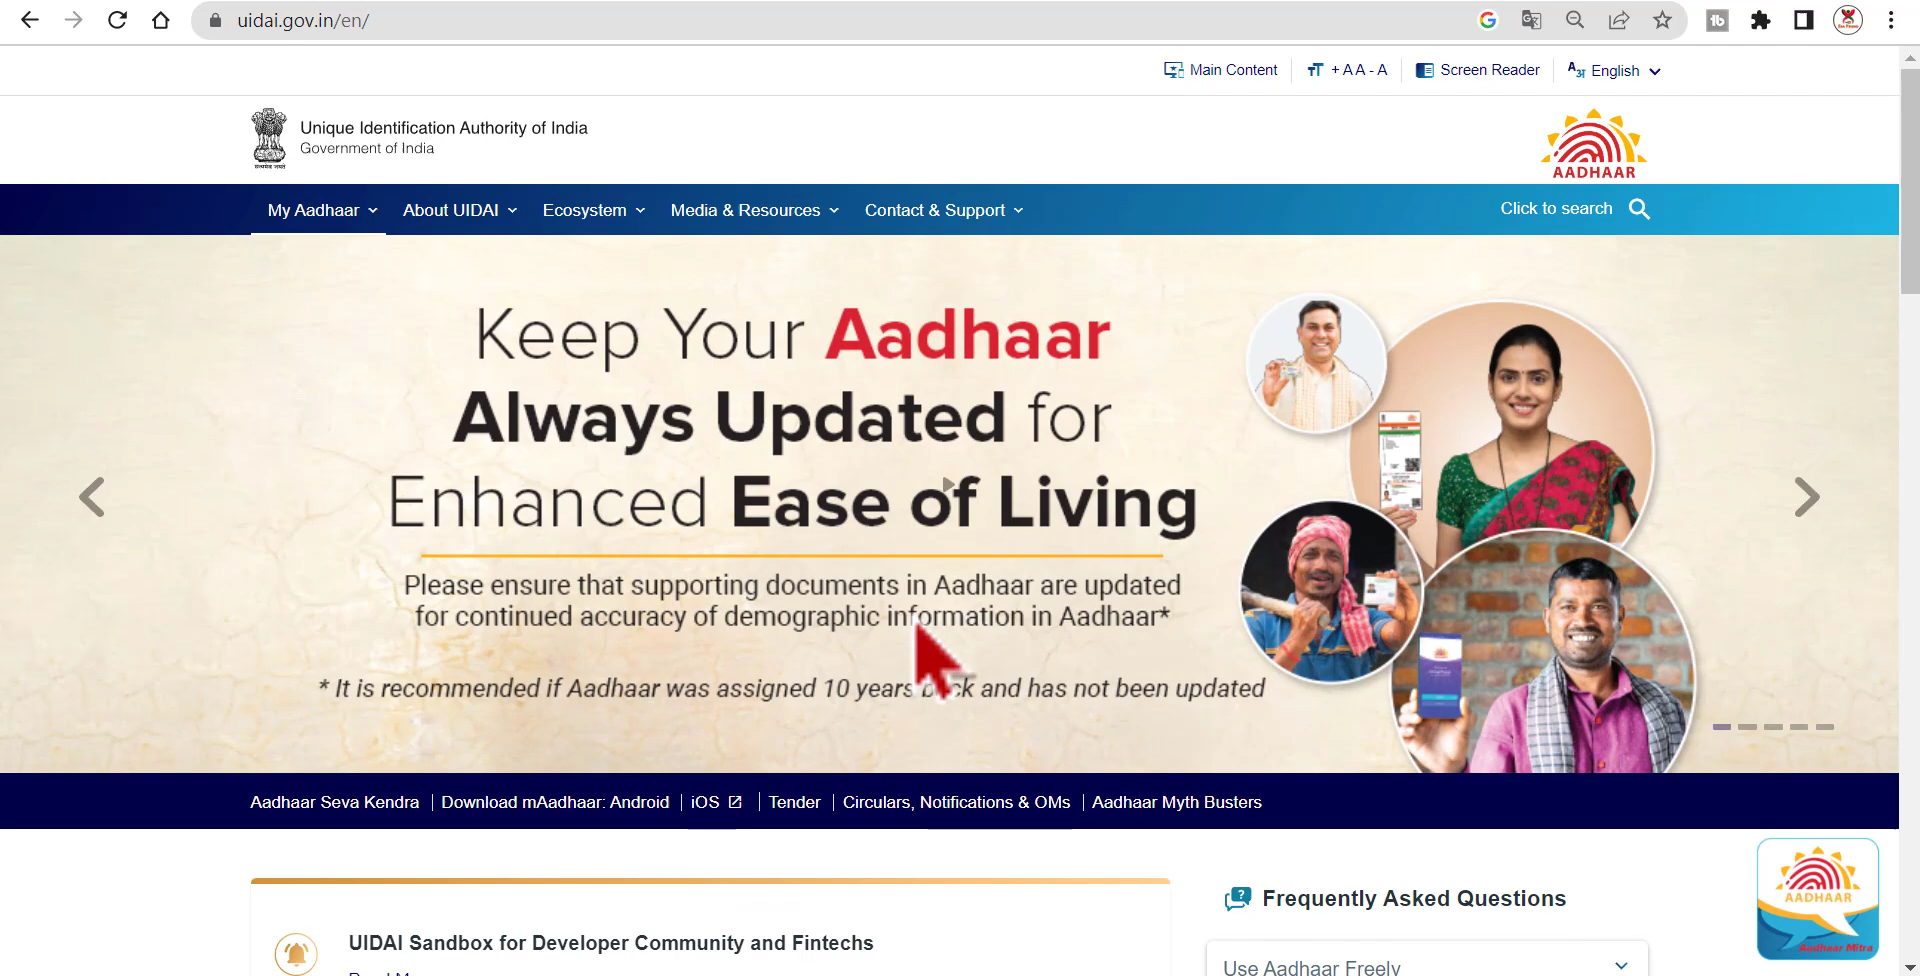 uidai.gov.in/en/
Main Content
+ A A - A
Screen Reader
English
Unique Identification Authority of India
Government of India
AADHAAR
My Aadhaar
About UIDAI
Ecosystem
Media & Resources
Contact & Support
Click to search
Keep Your Aadhaar
Always Updated for
Enhanced Ease of Living
Please ensure that supporting documents in Aadhaar are updated
for continued accuracy of demographic information in Aadhaar*
* It is recommended if Aadhaar was assigned 10 years back and has not been updated
Aadhaar Seva Kendra
Download mAadhaar: Android
iOS
Tender
Circulars, Notifications & OMs
Aadhaar Myth Busters
UIDAI Sandbox for Developer Community and Fintechs
Frequently Asked Questions
Use Aadhaar Freely
AADHAAR
Aadhaar Mitra